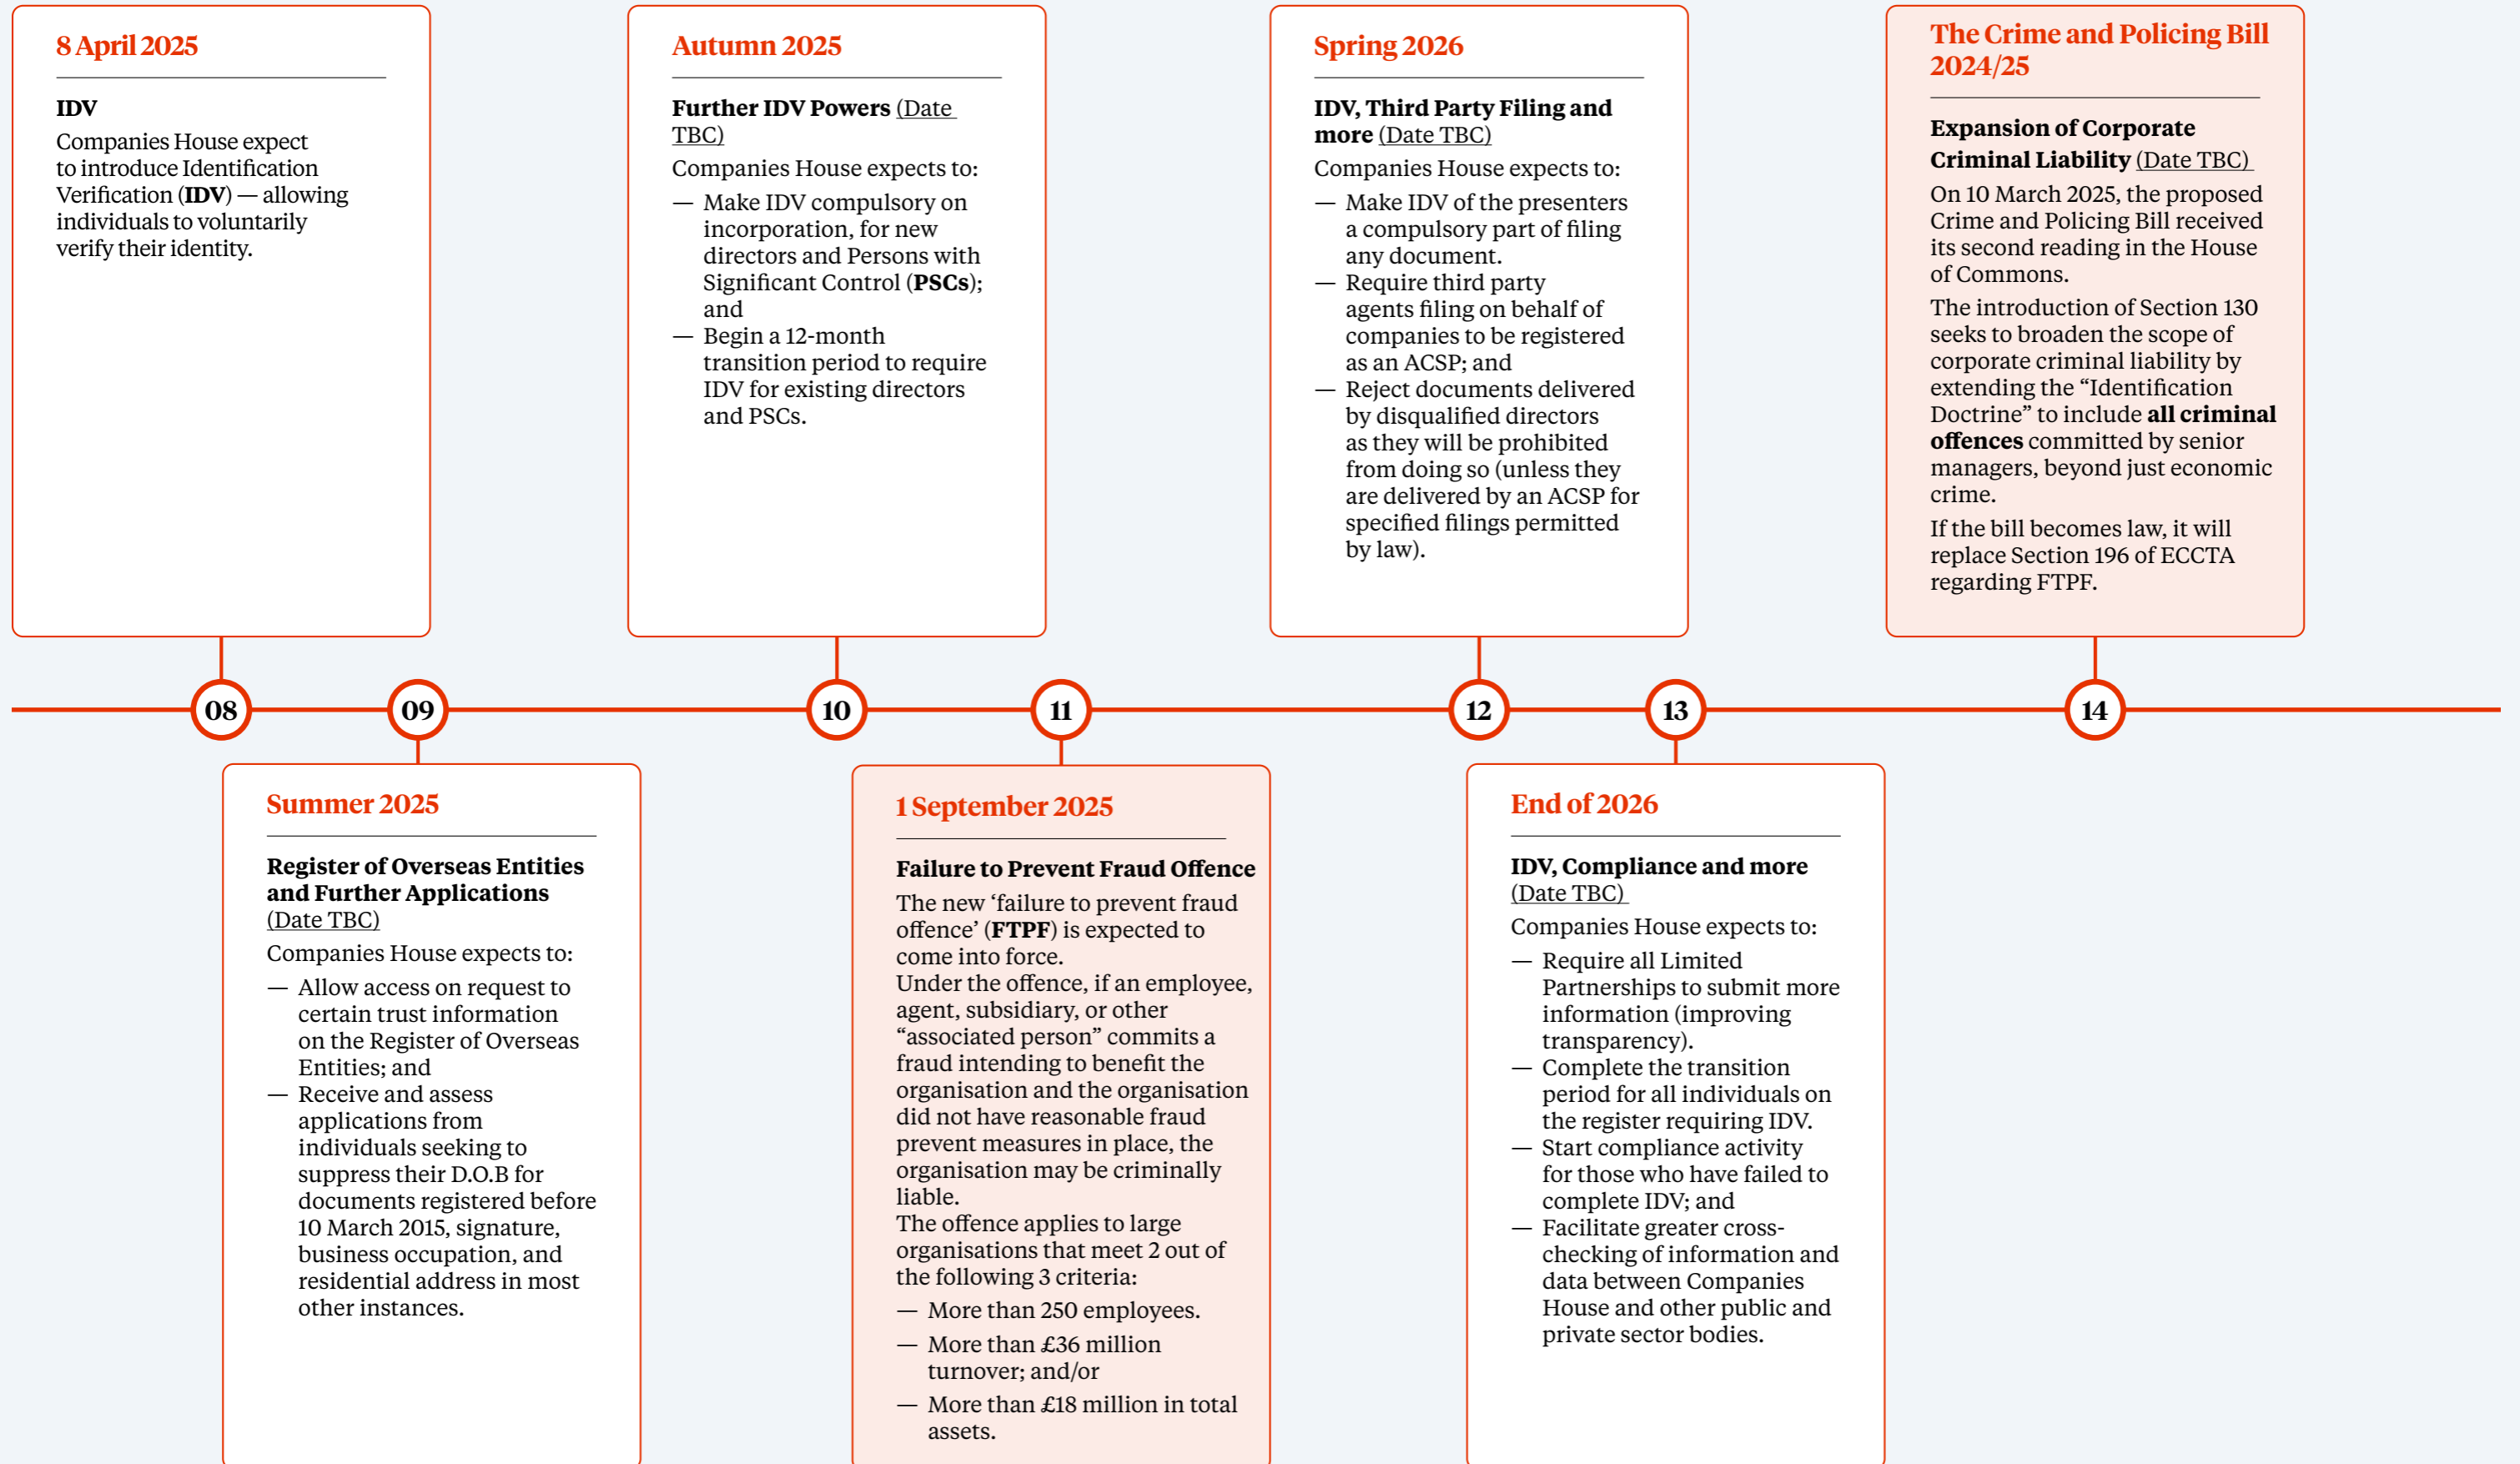 8 April 2025
IDV
Companies House expect
to introduce Identification
Verification (IDV) — allowing
individuals to voluntarily
verify their identity.
Autumn 2025
Further IDV Powers (Date
TBC)
Companies House expects to:
— Make IDV compulsory on
incorporation, for new
directors and Persons with
Significant Control (PSCs);
and
— Begin a 12-month
transition period to require
IDV for existing directors
and PSCs.
Spring 2026
IDV, Third Party Filing and
more (Date TBC)
Companies House expects to:
— Make IDV of the presenters
a compulsory part of filing
any document.
— Require third party
agents filing on behalf of
companies to be registered
as an ACSP; and
— Reject documents delivered
by disqualified directors
as they will be prohibited
from doing so (unless they
are delivered by an ACSP for
specified filings permitted
by law).
The Crime and Policing Bill
2024/25
Expansion of Corporate
Criminal Liability (Date TBC)
On 10 March 2025, the proposed
Crime and Policing Bill received
its second reading in the House
of Commons.
The introduction of Section 130
seeks to broaden the scope of
corporate criminal liability by
extending the “Identification
Doctrine” to include all criminal
offences committed by senior
managers, beyond just economic
crime.
If the bill becomes law, it will
replace Section 196 of ECCTA
regarding FTPF.
08
09
10
11
12
13
14
Summer 2025
Register of Overseas Entities
and Further Applications
(Date TBC)
Companies House expects to:
— Allow access on request to
certain trust information
on the Register of Overseas
Entities; and
— Receive and assess
applications from
individuals seeking to
suppress their D.O.B for
documents registered before
10 March 2015, signature,
business occupation, and
residential address in most
other instances.
1 September 2025
Failure to Prevent Fraud Offence
The new ‘failure to prevent fraud
offence’ (FTPF) is expected to
come into force.
Under the offence, if an employee,
agent, subsidiary, or other
“associated person” commits a
fraud intending to benefit the
organisation and the organisation
did not have reasonable fraud
prevent measures in place, the
organisation may be criminally
liable.
The offence applies to large
organisations that meet 2 out of
the following 3 criteria:
— More than 250 employees.
— More than £36 million
turnover; and/or
— More than £18 million in total
assets.
End of 2026
IDV, Compliance and more
(Date TBC)
Companies House expects to:
— Require all Limited
Partnerships to submit more
information (improving
transparency).
— Complete the transition
period for all individuals on
the register requiring IDV.
— Start compliance activity
for those who have failed to
complete IDV; and
— Facilitate greater cross-
checking of information and
data between Companies
House and other public and
private sector bodies.